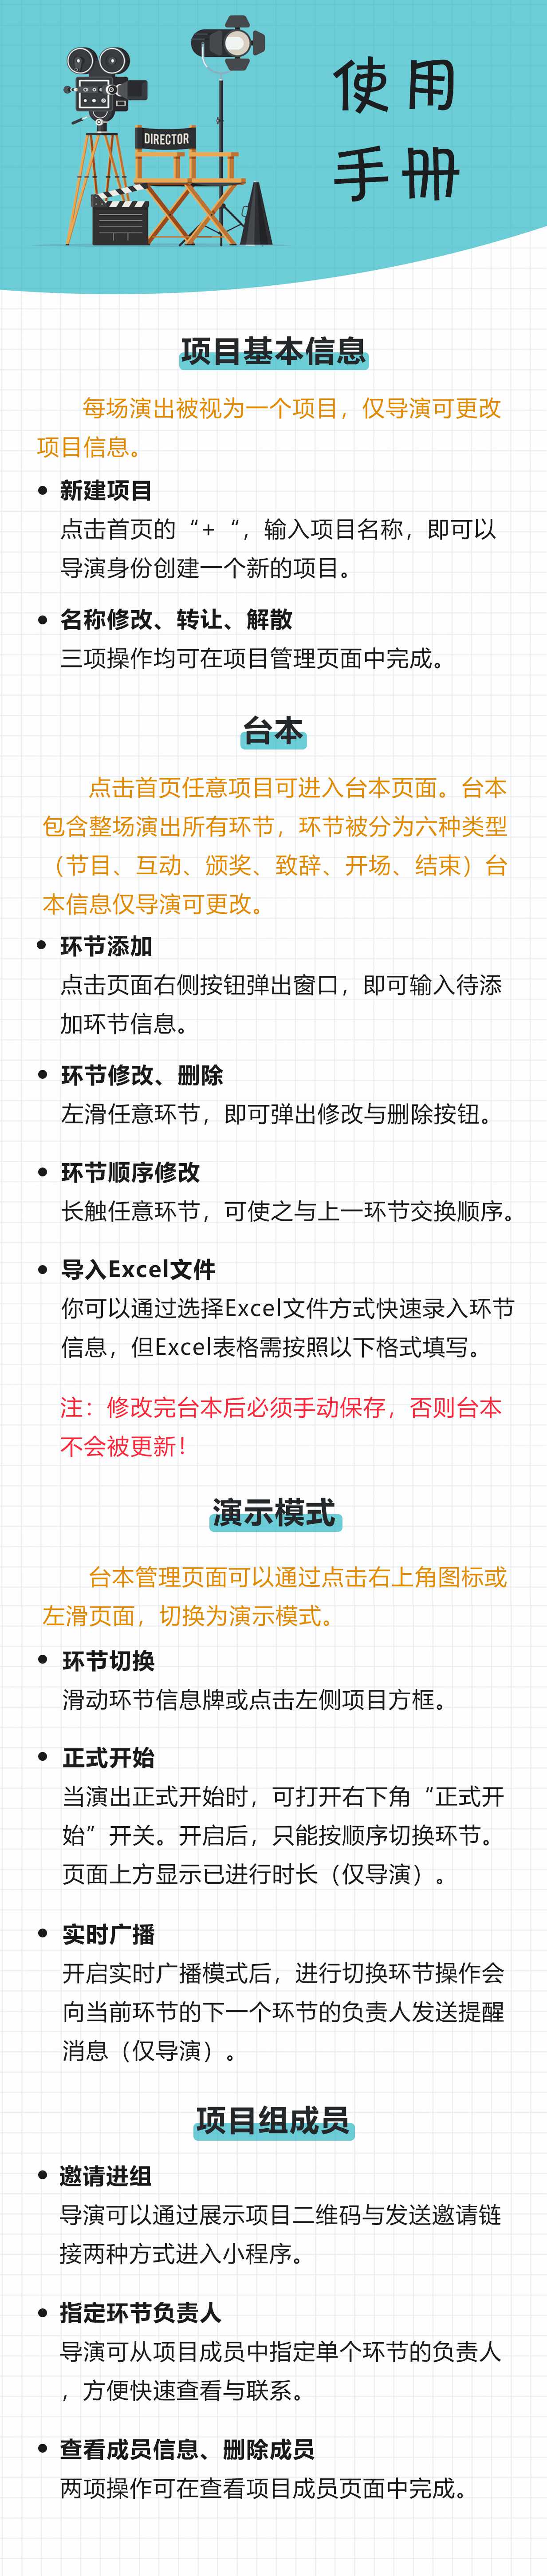 DIRECTOR
使用
手册
项目基本信息
每场演出被视为一个项目，仅导演可更改
项目信息。
新建项目
点击首页的“+“，输入项目名称，即可以
导演身份创建一个新的项目。
名称修改、转让、解散
三项操作均可在项目管理页面中完成。
台本
点击首页任意项目可进入台本页面。台本
包含整场演出所有环节，环节被分为六种类型
（节目、互动、颁奖、致辞、开场、结束）台
本信息仅导演可更改。
环节添加
点击页面右侧按钮弹出窗口，即可输入待添
加环节信息。
环节修改、删除
左滑任意环节，即可弹出修改与删除按钮。
环节顺序修改
长触任意环节，可使之与上一环节交换顺序。
导入Excel文件
你可以通过选择Excel文件方式快速录入环节
信息，但Excel表格需按照以下格式填写。
注：修改完台本后必须手动保存，否则台本
不会被更新！
演示模式
台本管理页面可以通过点击右上角图标或
左滑页面，切换为演示模式。
环节切换
滑动环节信息牌或点击左侧项目方框。
正式开始
当演出正式开始时，可打开右下角“正式开
始”开关。开启后，只能按顺序切换环节。
页面上方显示已进行时长（仅导演）。
实时广播
开启实时广播模式后，进行切换环节操作会
向当前环节的下一个环节的负责人发送提醒
消息（仅导演）。
项目组成员
邀请进组
导演可以通过展示项目二维码与发送邀请链
接两种方式进入小程序。
指定环节负责人
导演可从项目成员中指定单个环节的负责人
，方便快速查看与联系。
查看成员信息、删除成员
两项操作可在查看项目成员页面中完成。